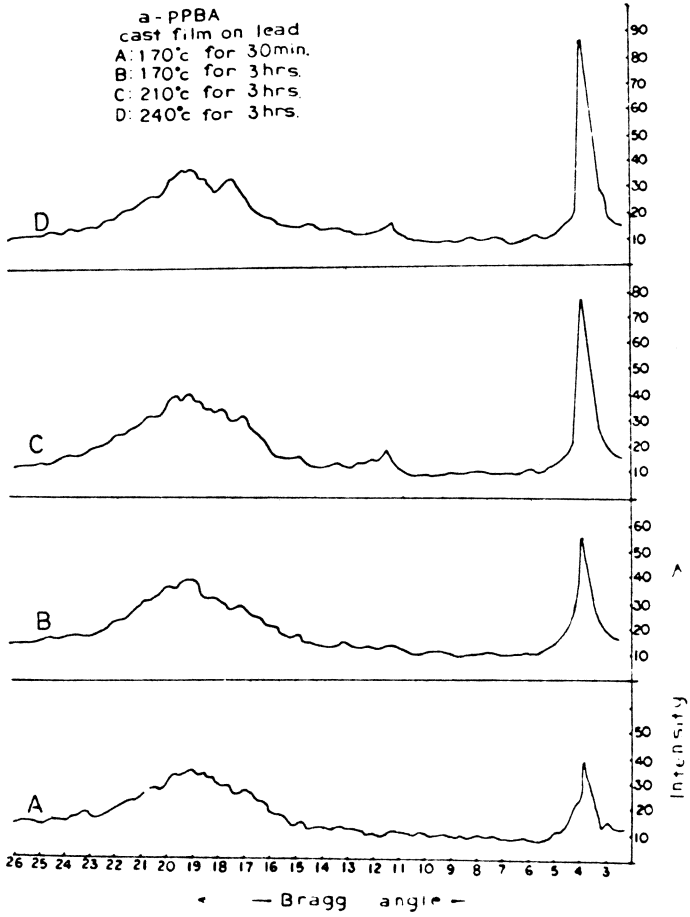 a-PPBA
cast film on lead
A: 170°c for 30min.
B: 170°c for 3hrs.
C: 210°c for 3hrs.
D: 240°c for 3hrs.
90
80
70
60
50
40
30
20
10
D
80
70
60
50
40
30
20
10
C
60
50
40
30
20
10
B
50
40
30
20
10
A
Intensity
26 25 24 23 22 21 20 19 18 17 16 15 14 13 12 11 10 9 8 7 6 5 4 3
Bragg angle